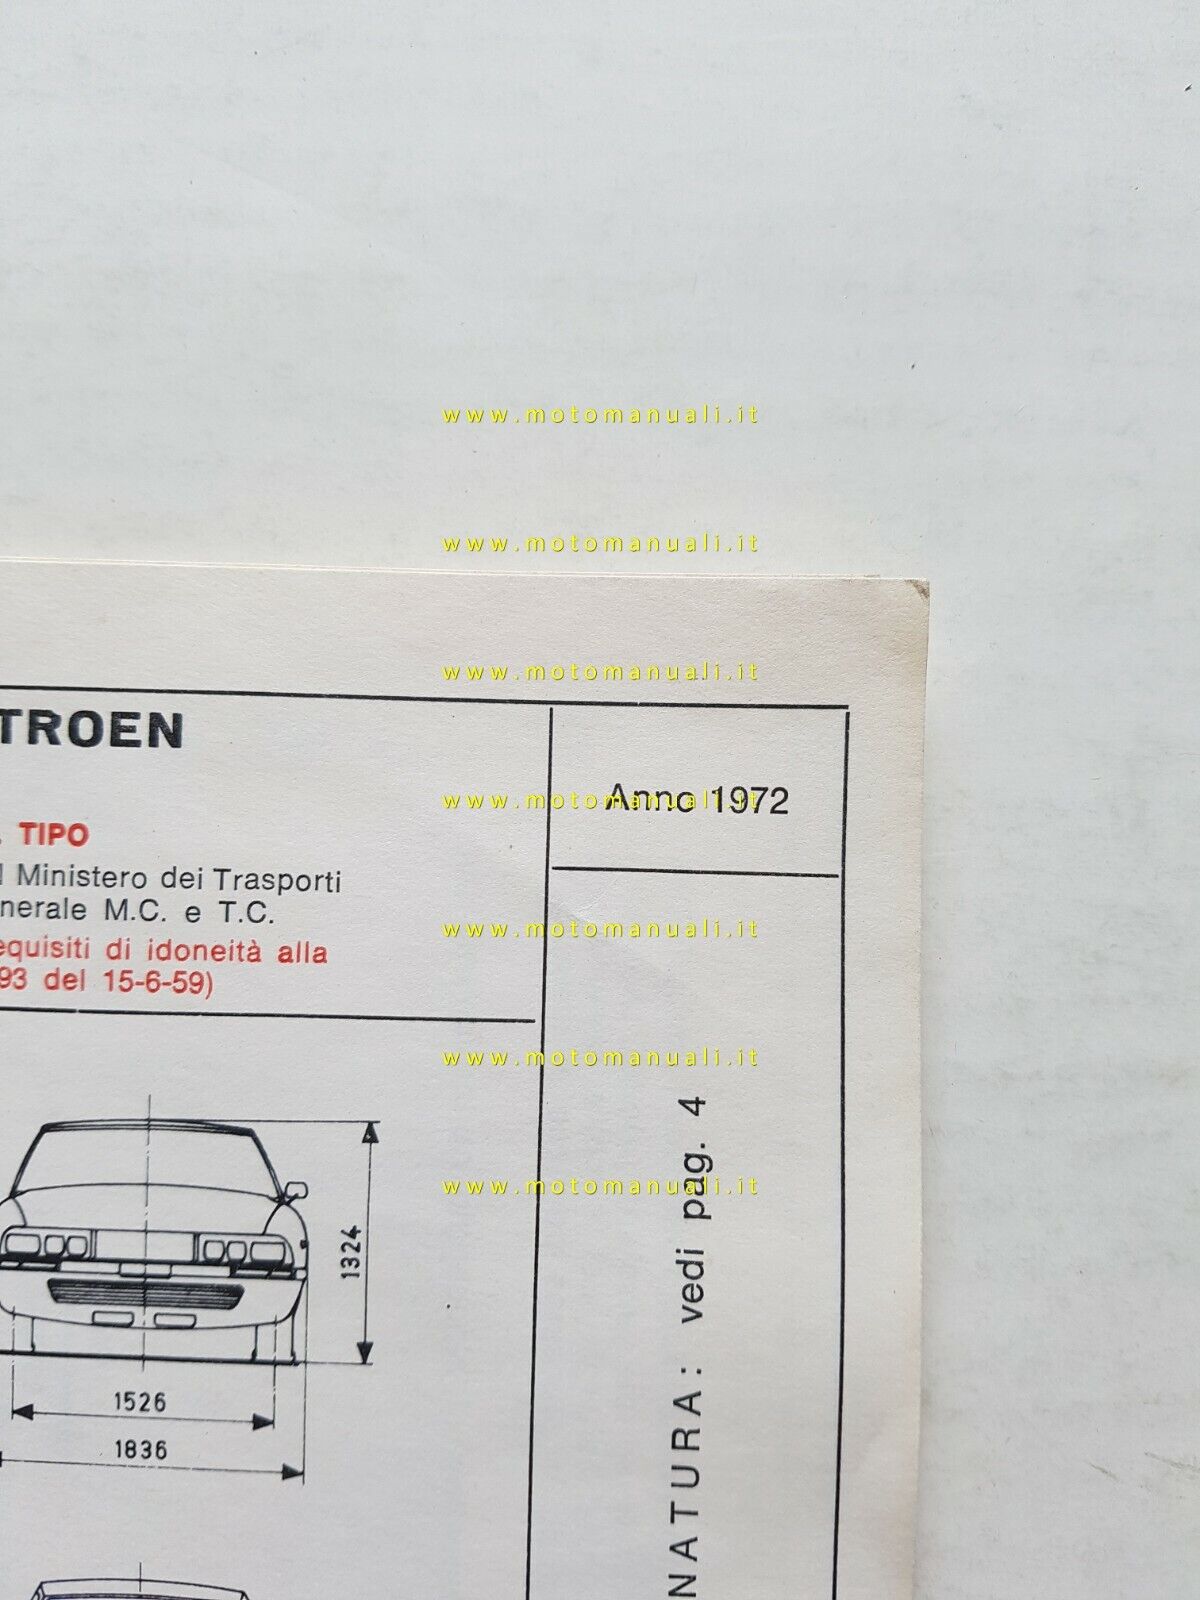 www.motomanuali.it
www.motomanuali.it
www.motomanuali.it
TROEN
Anno 1972
www.motomanuali.it
. TIPO
l Ministero dei Trasporti
nerale M.C. e T.C.
www.motomanuali.it
equisiti di idoneità alla
93 del 15-6-59)
www.motomanuali.it
www.motomanuali.it
NATURA: vedi pag. 4
1324
1526
1836